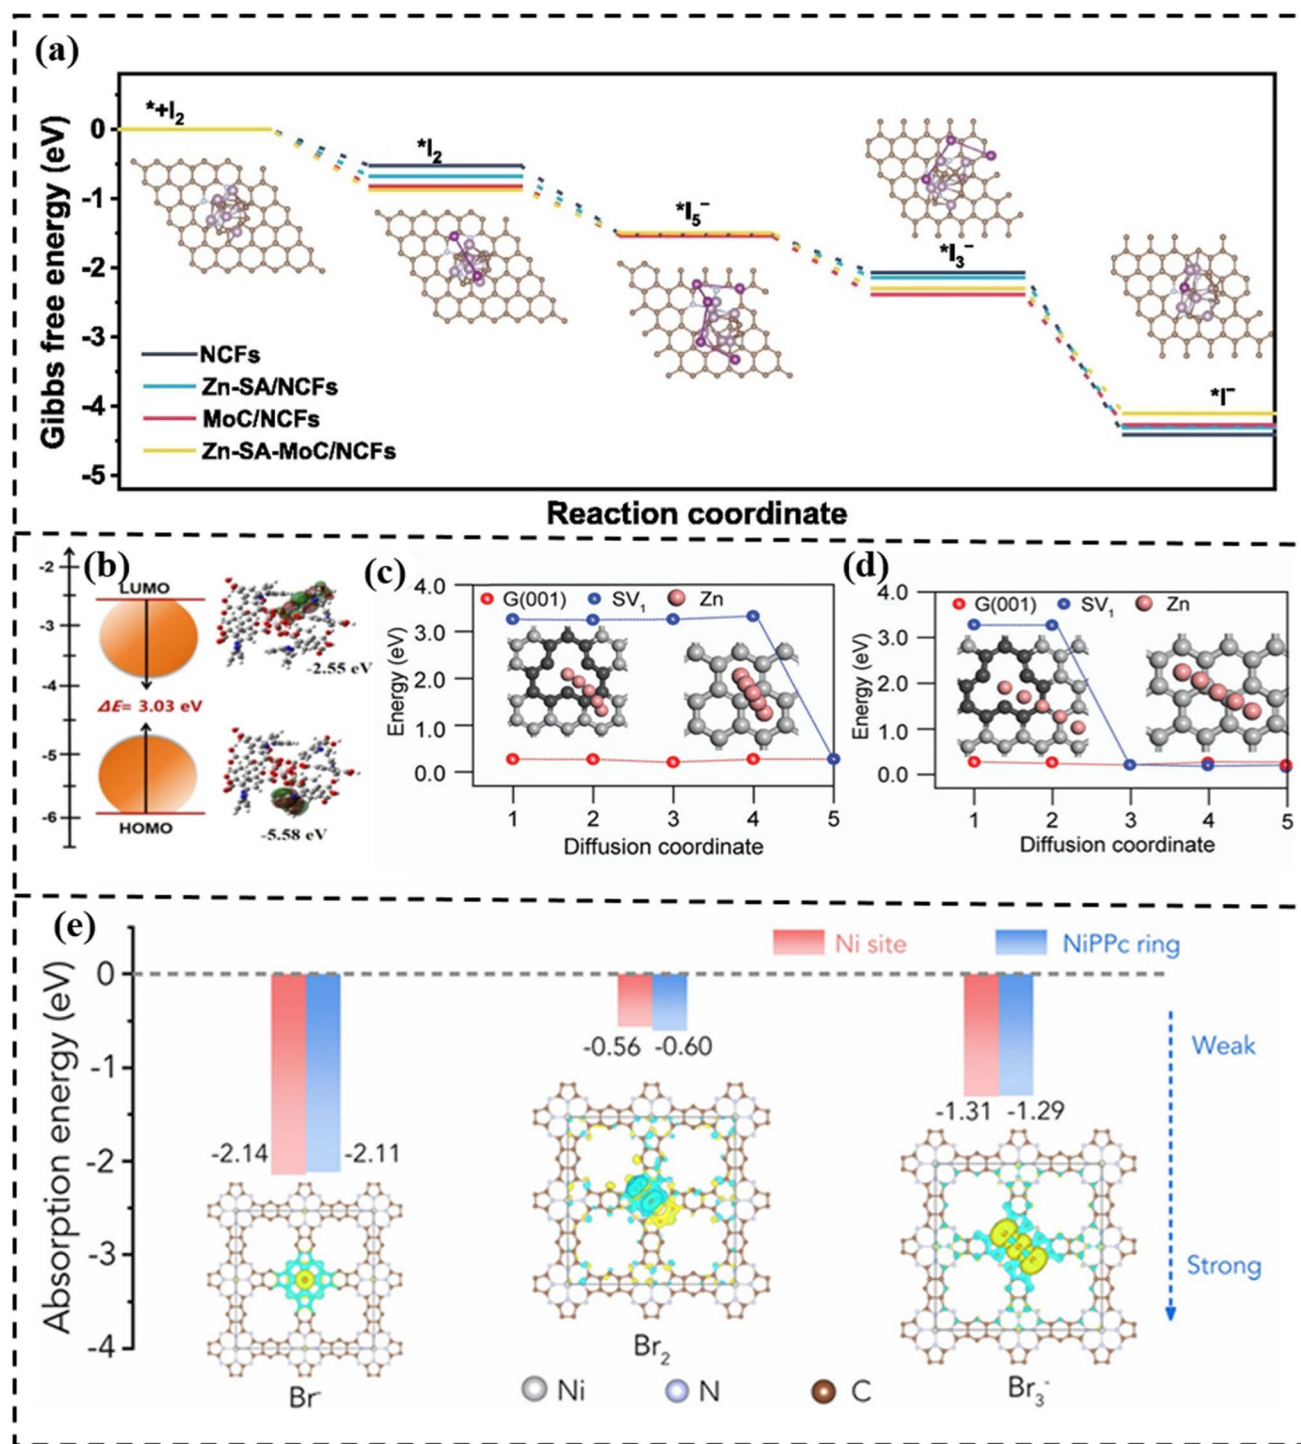 (a)
Gibbs free energy (eV)
0
-1
-2
-3
-4
-5
*+I₂
*I₂
*I₅⁻
*I₃⁻
*I⁻
NCFs
Zn-SA/NCFs
MoC/NCFs
Zn-SA-MoC/NCFs
Reaction coordinate
(b)
-2
-3
-4
-5
-6
LUMO
-2.55 eV
ΔE= 3.03 eV
HOMO
-5.58 eV
(c)
Energy (eV)
4.0
3.0
2.0
1.0
0.0
G(001) SV₁ Zn
1 2 3 4 5
Diffusion coordinate
(d)
Energy (eV)
4.0
3.0
2.0
1.0
0.0
G(001) SV₁ Zn
1 2 3 4 5
Diffusion coordinate
(e)
Absorption energy (eV)
0
-1
-2
-3
-4
Ni site NiPPc ring
-2.14 -2.11
-0.56 -0.60
-1.31 -1.29
Weak
Strong
Br⁻
Br₂
Br₃⁻
Ni N C